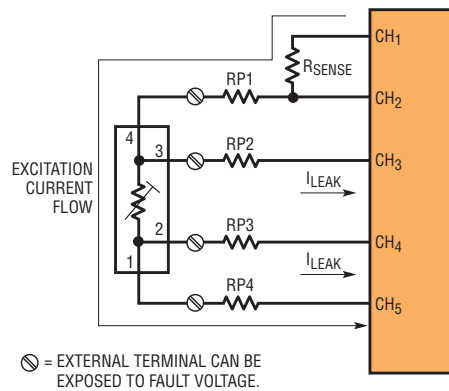 CH1
RSENSE
RP1
CH2
4
3
RP2
CH3
EXCITATION
CURRENT
FLOW
ILEAK
2
RP3
CH4
1
ILEAK
RP4
CH5
= EXTERNAL TERMINAL CAN BE
EXPOSED TO FAULT VOLTAGE.